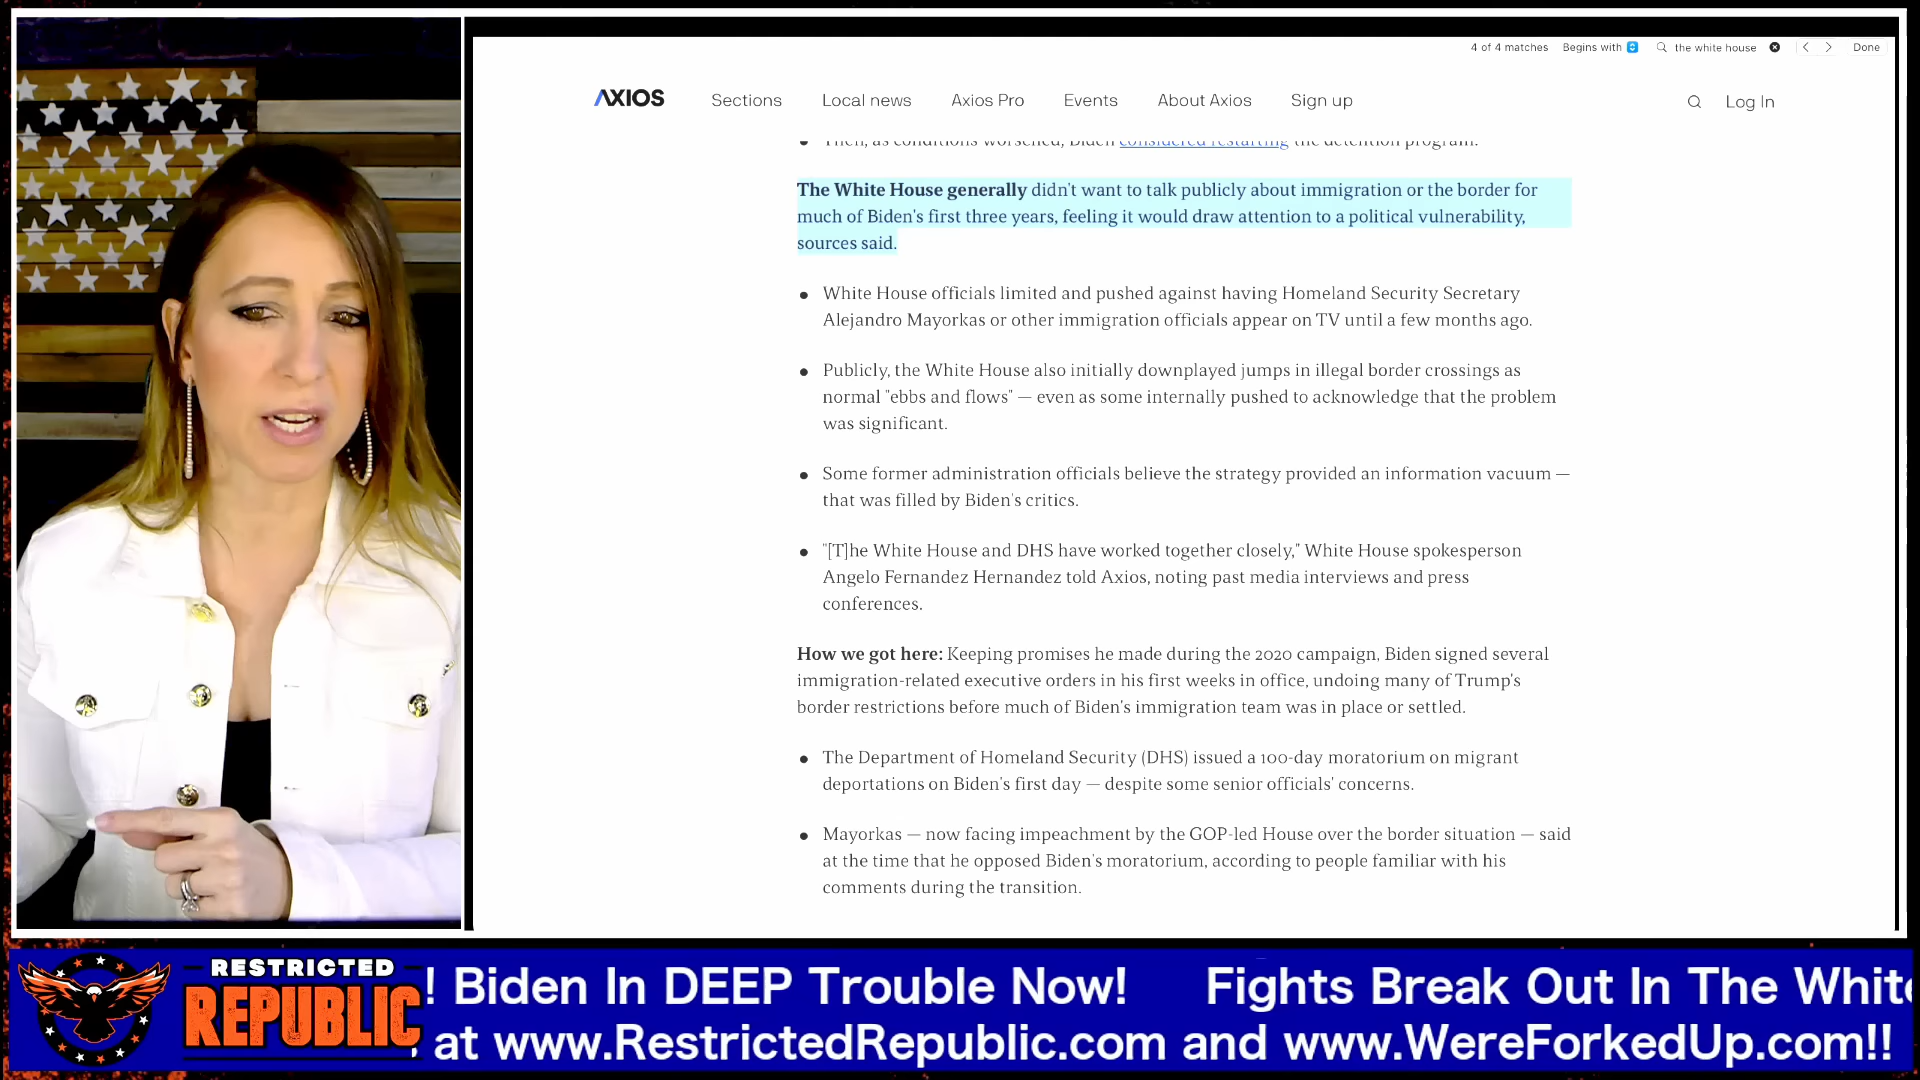 4 of 4 matches Begins with the white house Done
AXIOS Sections Local news Axios Pro Events About Axios Sign up Log In
Then, as conditions worsened, Biden considered restarting the detention program.
The White House generally didn't want to talk publicly about immigration or the border for
much of Biden's first three years, feeling it would draw attention to a political vulnerability,
sources said.
● White House officials limited and pushed against having Homeland Security Secretary
Alejandro Mayorkas or other immigration officials appear on TV until a few months ago.
● Publicly, the White House also initially downplayed jumps in illegal border crossings as
normal "ebbs and flows" — even as some internally pushed to acknowledge that the problem
was significant.
● Some former administration officials believe the strategy provided an information vacuum —
that was filled by Biden's critics.
● "[T]he White House and DHS have worked together closely," White House spokesperson
Angelo Fernandez Hernandez told Axios, noting past media interviews and press
conferences.
How we got here: Keeping promises he made during the 2020 campaign, Biden signed several
immigration-related executive orders in his first weeks in office, undoing many of Trump's
border restrictions before much of Biden's immigration team was in place or settled.
● The Department of Homeland Security (DHS) issued a 100-day moratorium on migrant
deportations on Biden's first day — despite some senior officials' concerns.
● Mayorkas — now facing impeachment by the GOP-led House over the border situation — said
at the time that he opposed Biden's moratorium, according to people familiar with his
comments during the transition.
RESTRICTED
REPUBLIC
! Biden In DEEP Trouble Now! Fights Break Out In The White
at www.RestrictedRepublic.com and www.WereForkedUp.com!!